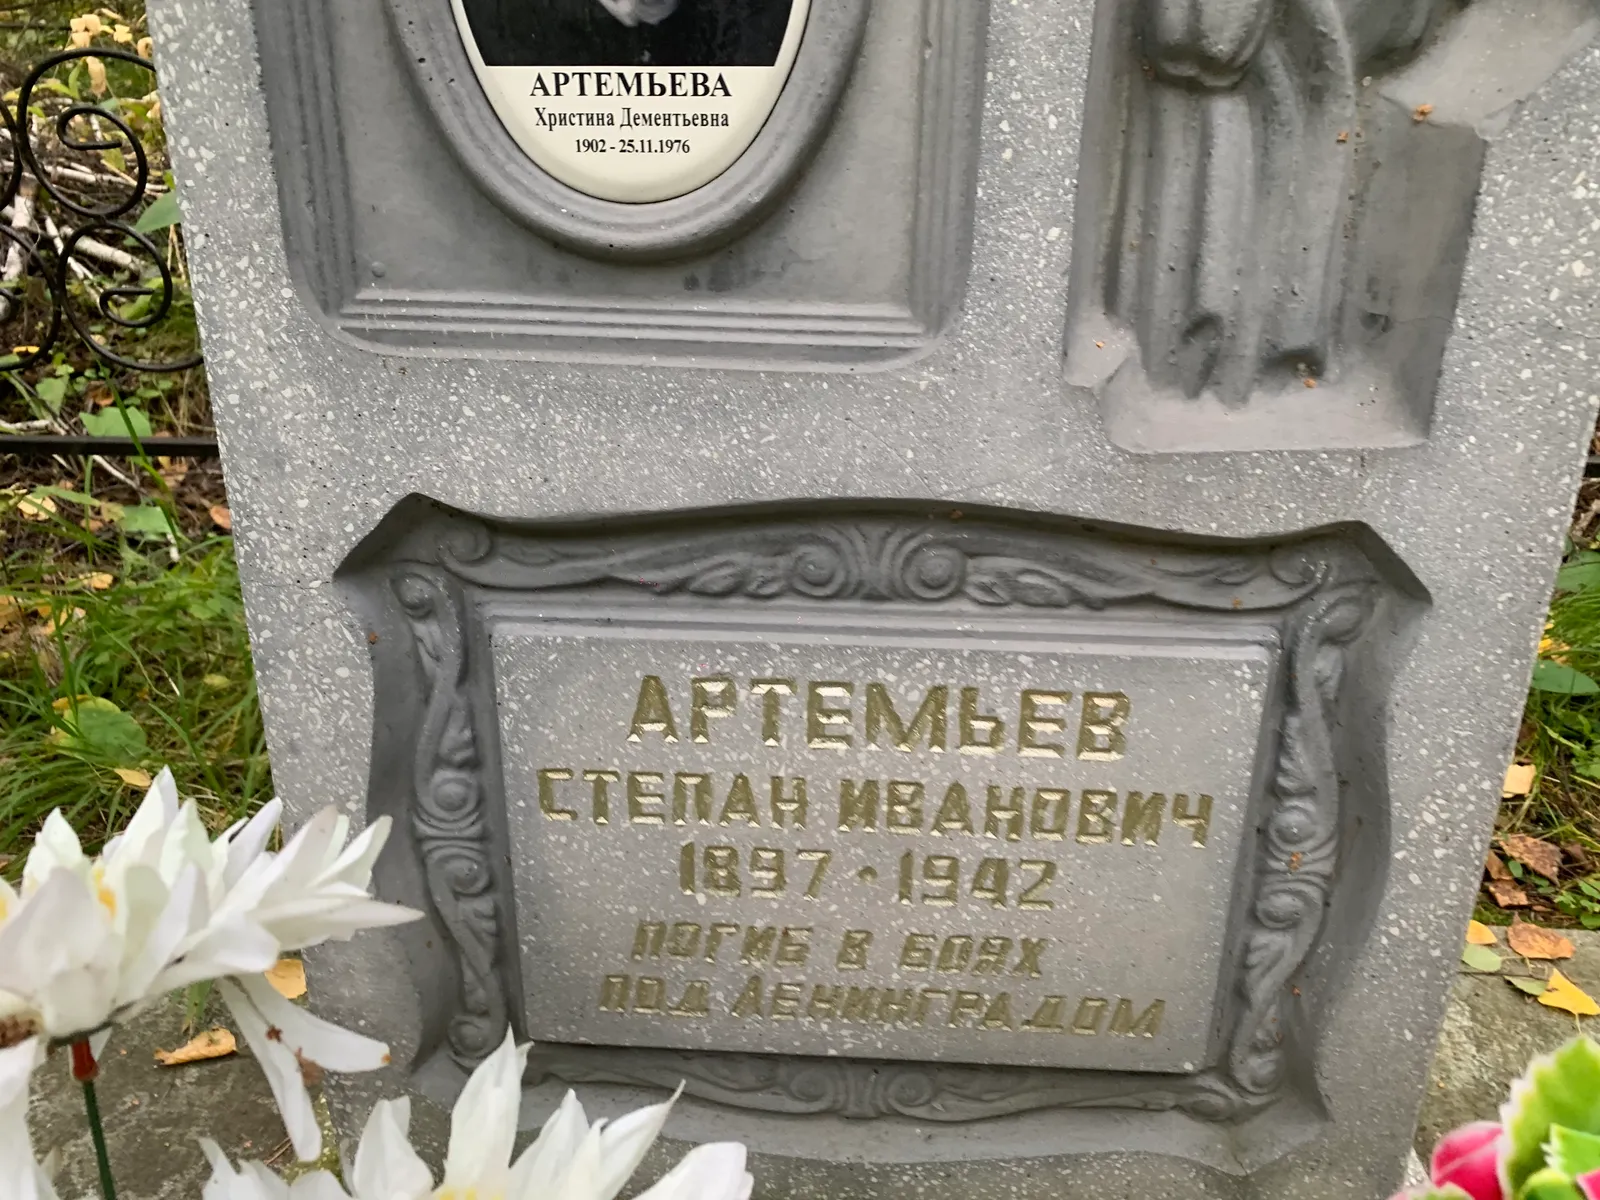 АРТЕМЬЕВА
Христина Дементьевна
1902 - 25.11.1976
АРТЕМЬЕВ
СТЕПАН ИВАНОВИЧ
1897 • 1942
ПОГИБ В БОЯХ
ПОД ЛЕНИНГРАДОМ